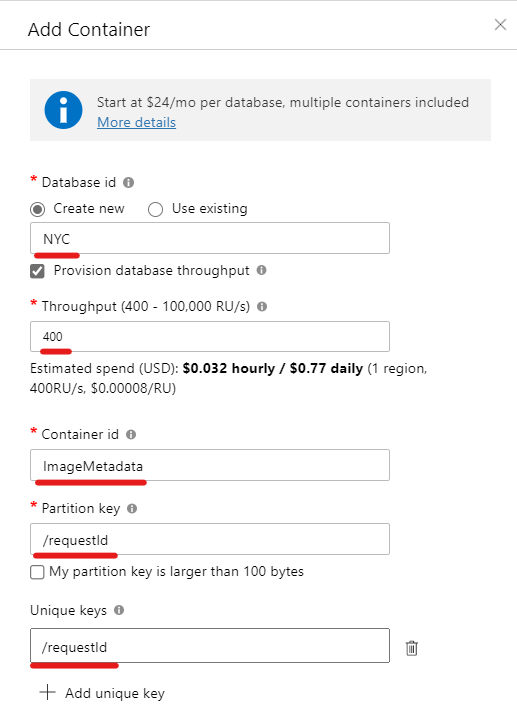 Add Container
Start at $24/mo per database, multiple containers included
More details
* Database id
Create new Use existing
NYC
Provision database throughput
* Throughput (400 - 100,000 RU/s)
400
Estimated spend (USD): $0.032 hourly / $0.77 daily (1 region,
400RU/s, $0.00008/RU)
* Container id
ImageMetadata
* Partition key
/requestId
My partition key is larger than 100 bytes
Unique keys
/requestId
Add unique key